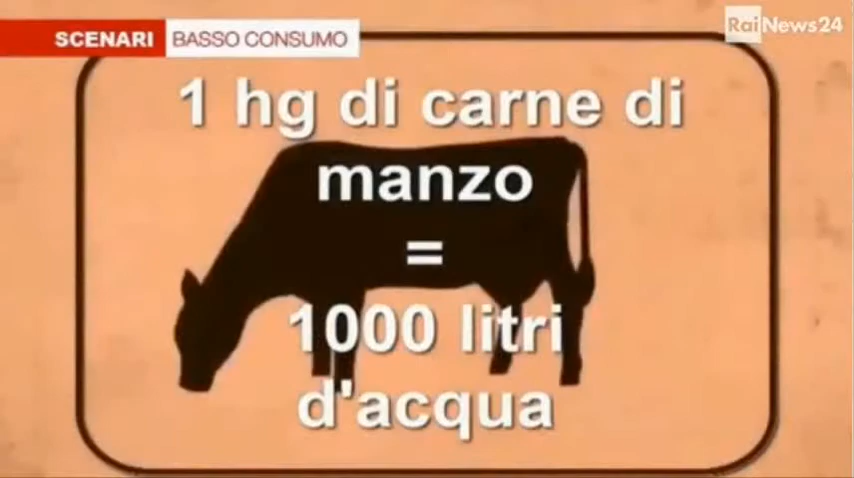 SCENARI BASSO CONSUMO
RaiNews24
1 hg di carne di
manzo
=
1000 litri
d'acqua